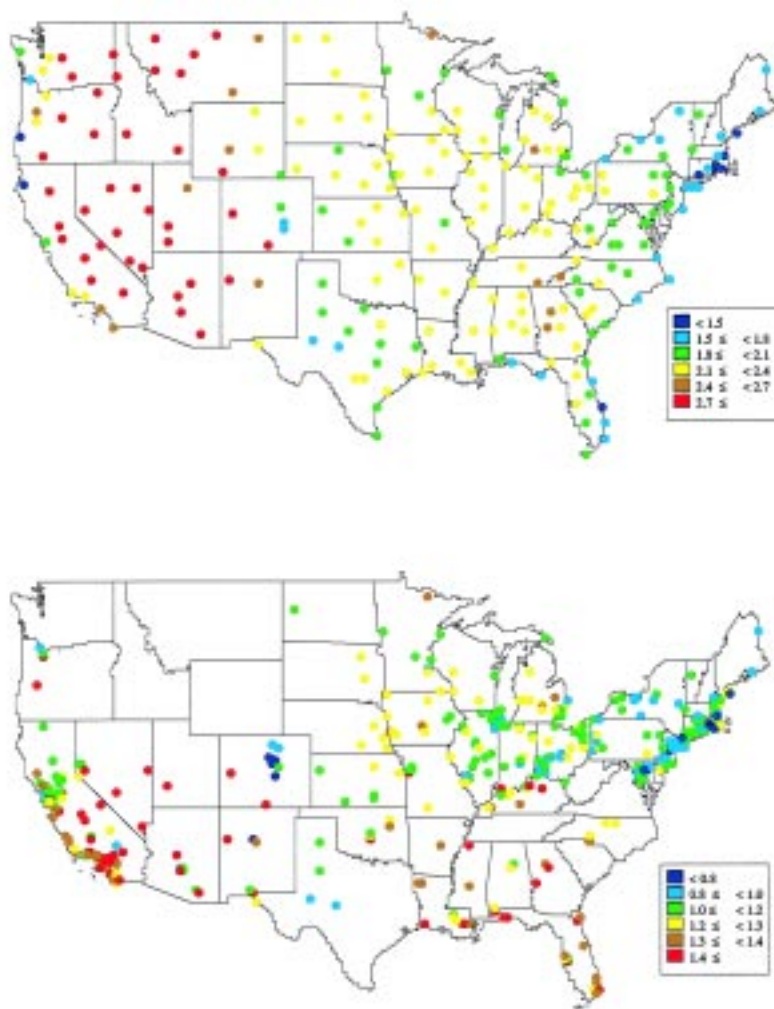 < 1.5
1.5 ≤ < 1.8
1.8 ≤ < 2.1
2.1 ≤ < 2.4
2.4 ≤ < 2.7
2.7 ≤
< 0.8
0.8 ≤ < 1.0
1.0 ≤ < 1.2
1.2 ≤ < 1.3
1.3 ≤ < 1.4
1.4 ≤